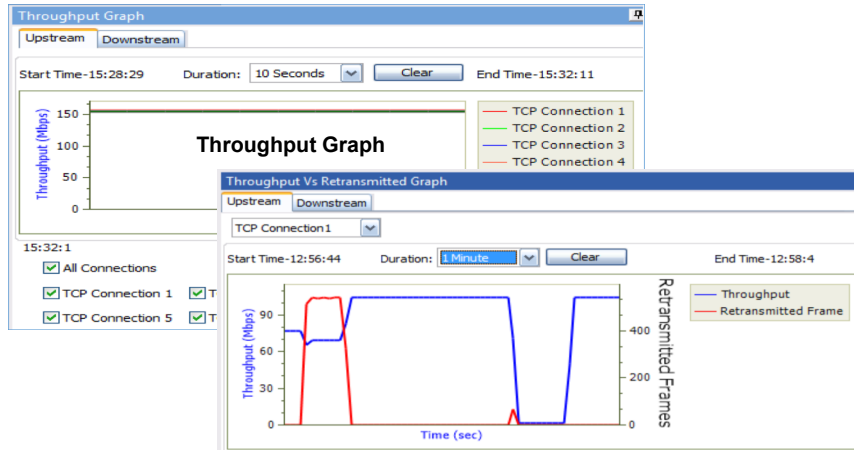 Throughput Graph
Upstream Downstream
Start Time-15:28:29 Duration: 10 Seconds Clear End Time-15:32:11
Throughput (Mbps)
150
100
50
0
Throughput Graph
TCP Connection 1
TCP Connection 2
TCP Connection 3
TCP Connection 4
15:32:1
All Connections
TCP Connection 1 T
TCP Connection 5 T
Throughput Vs Retransmitted Graph
Upstream Downstream
TCP Connection1
Start Time-12:56:44 Duration: 1 Minute Clear End Time-12:58:4
Throughput (Mbps)
90
60
30
0
Time (sec)
400
200
0
Retransmitted Frames
Throughput
Retransmitted Frame